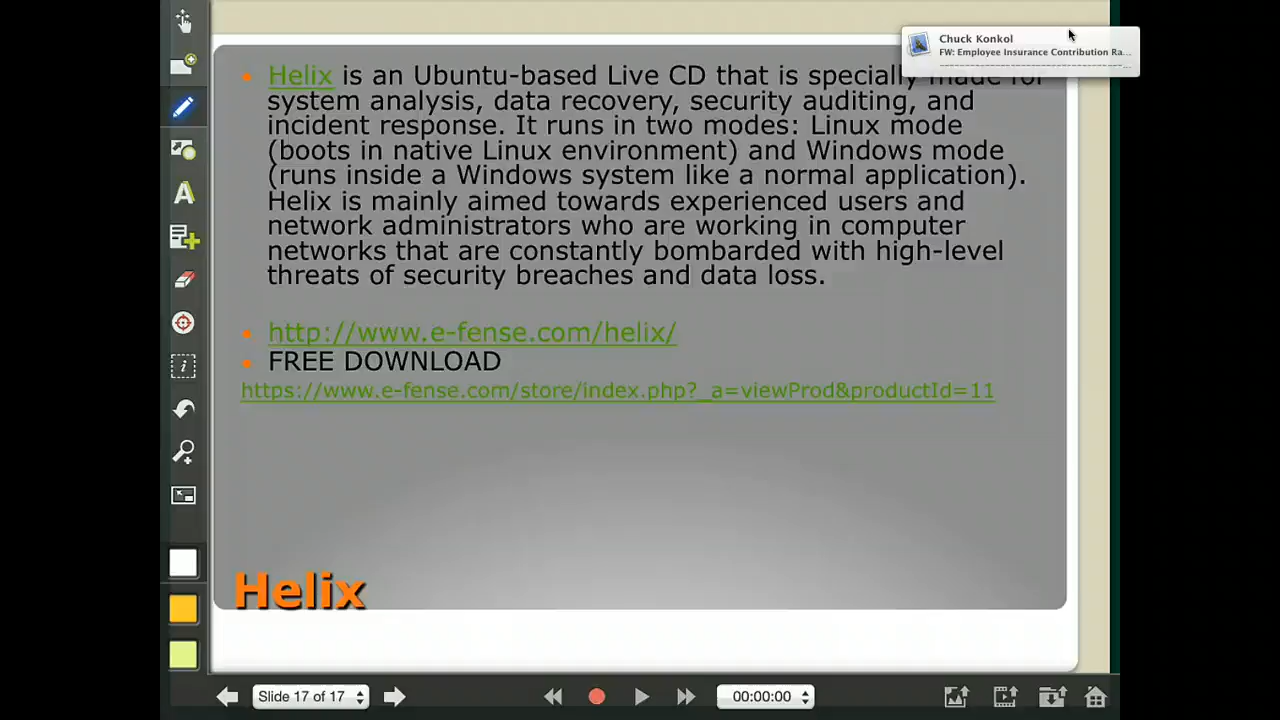 Chuck Konkol
FW: Employee Insurance Contribution Ra...
Helix is an Ubuntu-based Live CD that is specially made for
system analysis, data recovery, security auditing, and
incident response. It runs in two modes: Linux mode
(boots in native Linux environment) and Windows mode
(runs inside a Windows system like a normal application).
Helix is mainly aimed towards experienced users and
network administrators who are working in computer
networks that are constantly bombarded with high-level
threats of security breaches and data loss.
http://www.e-fense.com/helix/
FREE DOWNLOAD
https://www.e-fense.com/store/index.php?_a=viewProd&productId=11
Helix
Slide 17 of 17
00:00:00